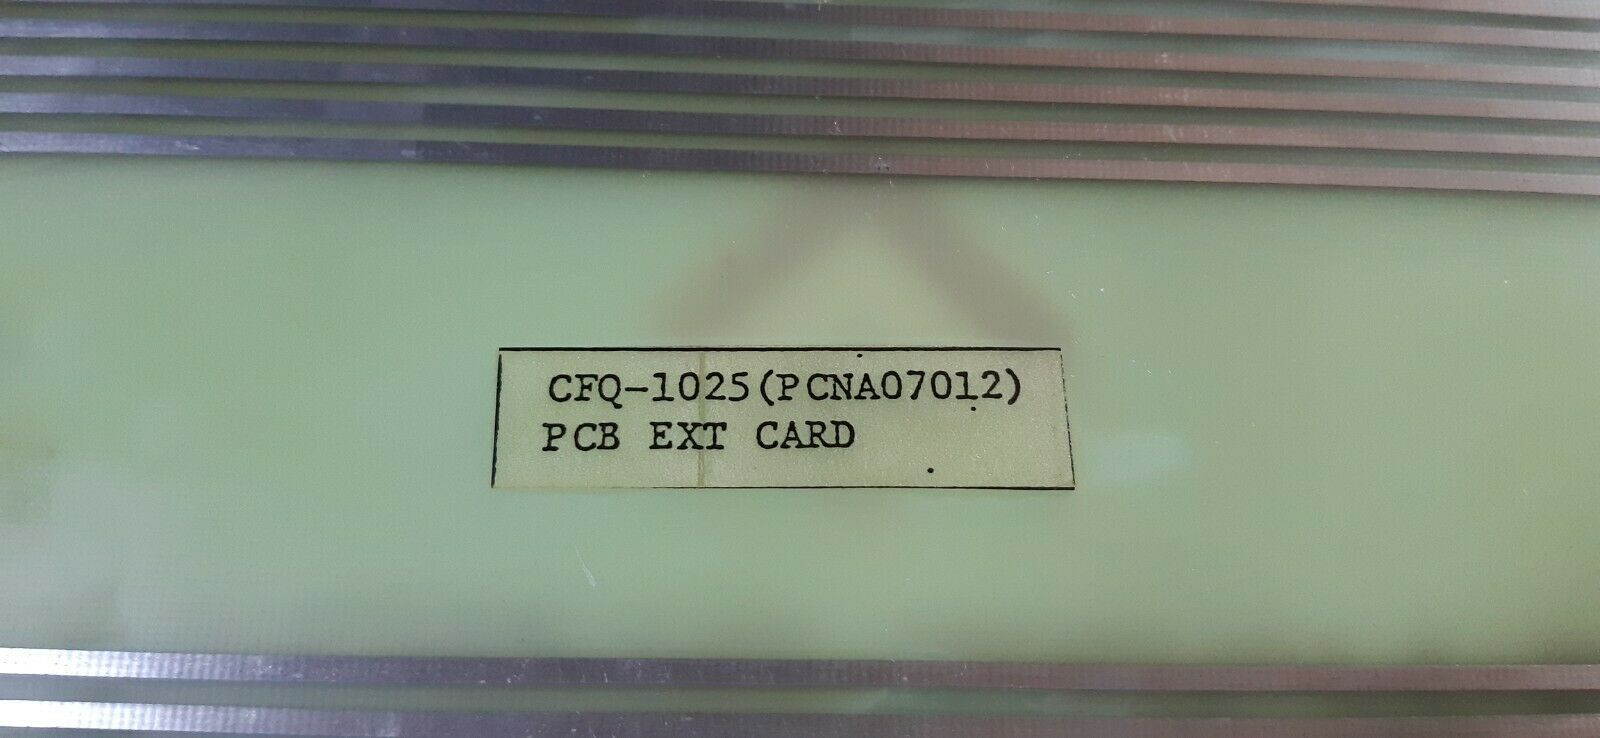 CFQ-1025(PCNA07012)
PCB EXT CARD